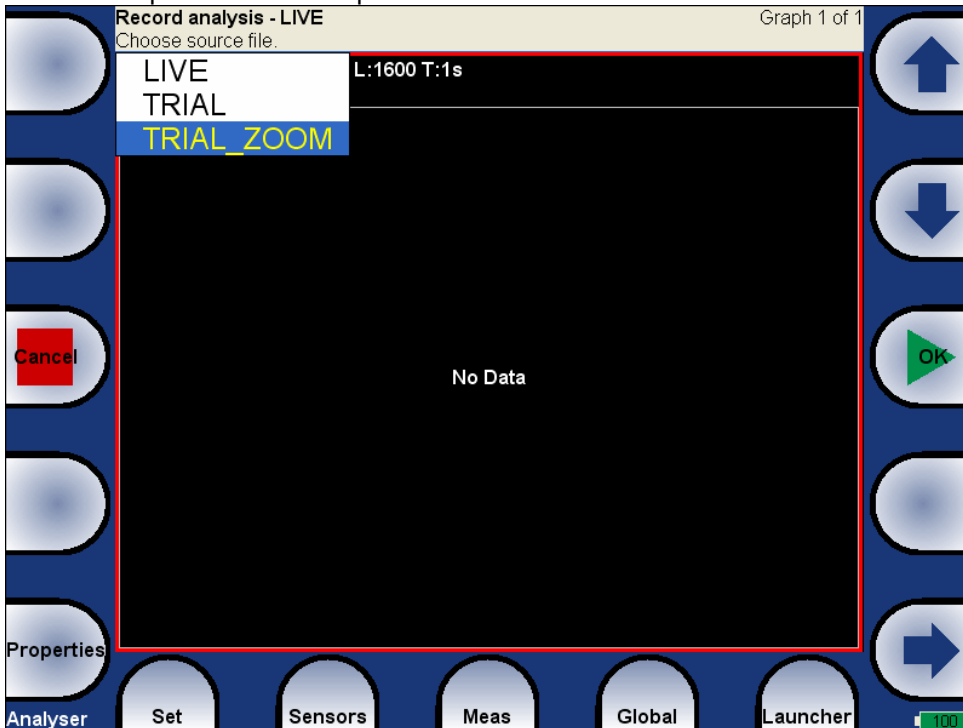 Record analysis - LIVE
Graph 1 of 1
Choose source file.
LIVE
L:1600 T:1s
TRIAL
TRIAL_ZOOM
Cancel
OK
No Data
Properties
Analyser
Set
Sensors
Meas
Global
Launcher
100